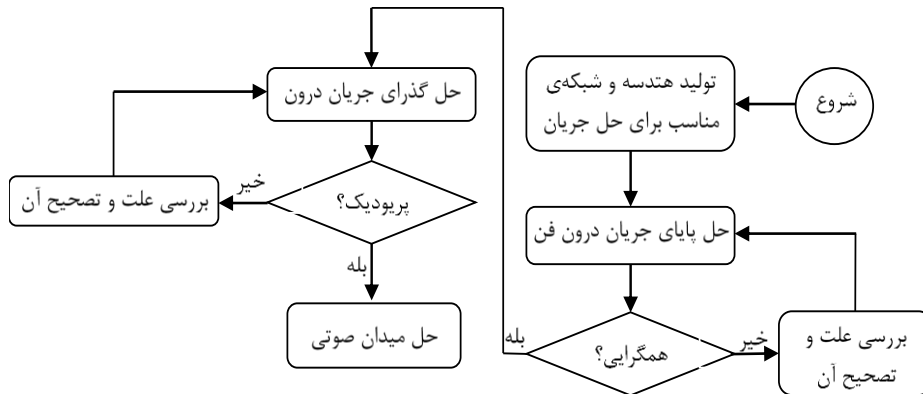 شروع
تولید هندسه و شبکه‌ی
مناسب برای حل جریان
حل پایای جریان درون فن
همگرایی؟
خیر
بررسی علت و
تصحیح آن
بله
حل گذرای جریان درون
پریودیک؟
خیر
بررسی علت و تصحیح آن
بله
حل میدان صوتی